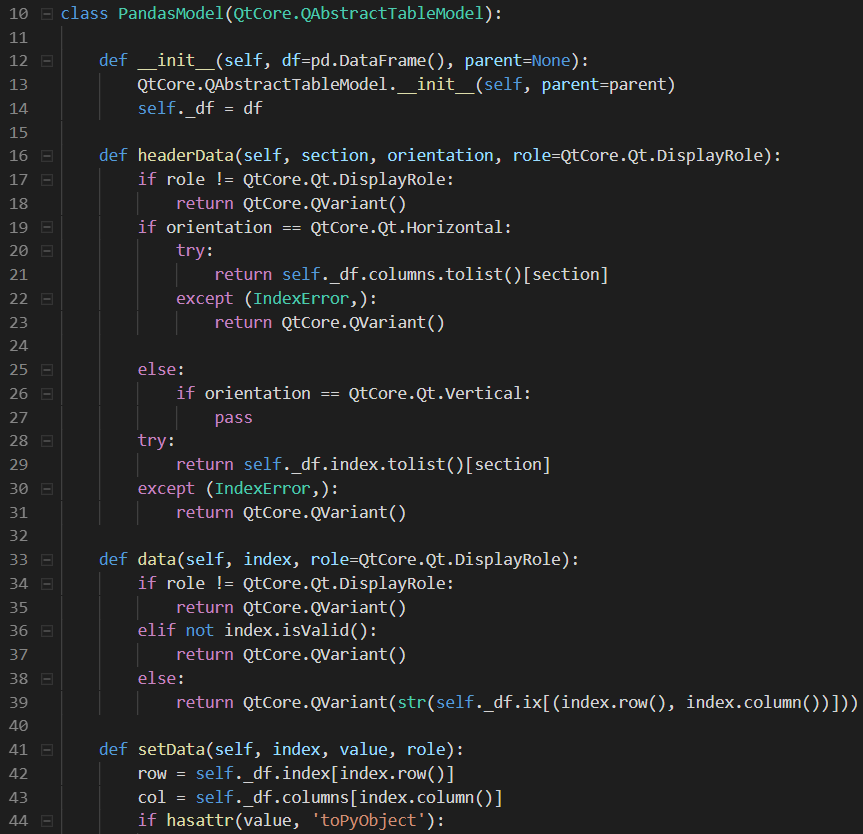 10 class PandasModel(QtCore.QAbstractTableModel):
11
12     def __init__(self, df=pd.DataFrame(), parent=None):
13         QtCore.QAbstractTableModel.__init__(self, parent=parent)
14         self._df = df
15
16     def headerData(self, section, orientation, role=QtCore.Qt.DisplayRole):
17         if role != QtCore.Qt.DisplayRole:
18             return QtCore.QVariant()
19         if orientation == QtCore.Qt.Horizontal:
20             try:
21                 return self._df.columns.tolist()[section]
22             except (IndexError,):
23                 return QtCore.QVariant()
24
25         else:
26             if orientation == QtCore.Qt.Vertical:
27                 pass
28         try:
29             return self._df.index.tolist()[section]
30         except (IndexError,):
31             return QtCore.QVariant()
32
33     def data(self, index, role=QtCore.Qt.DisplayRole):
34         if role != QtCore.Qt.DisplayRole:
35             return QtCore.QVariant()
36         elif not index.isValid():
37             return QtCore.QVariant()
38         else:
39             return QtCore.QVariant(str(self._df.ix[(index.row(), index.column())]))
40
41     def setData(self, index, value, role):
42         row = self._df.index[index.row()]
43         col = self._df.columns[index.column()]
44         if hasattr(value, 'toPyObject'):